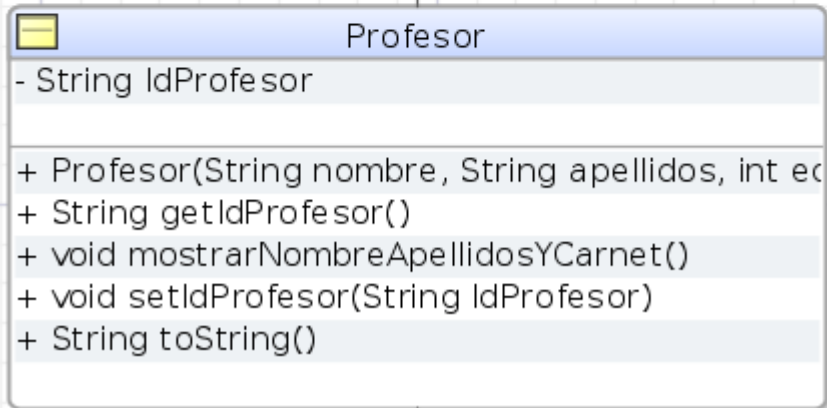 Profesor
- String IdProfesor
+ Profesor(String nombre, String apellidos, int
+ String getIdProfesor()
+ void mostrarNombreApellidosYCarnet()
+ void setIdProfesor(String IdProfesor)
+ String toString()